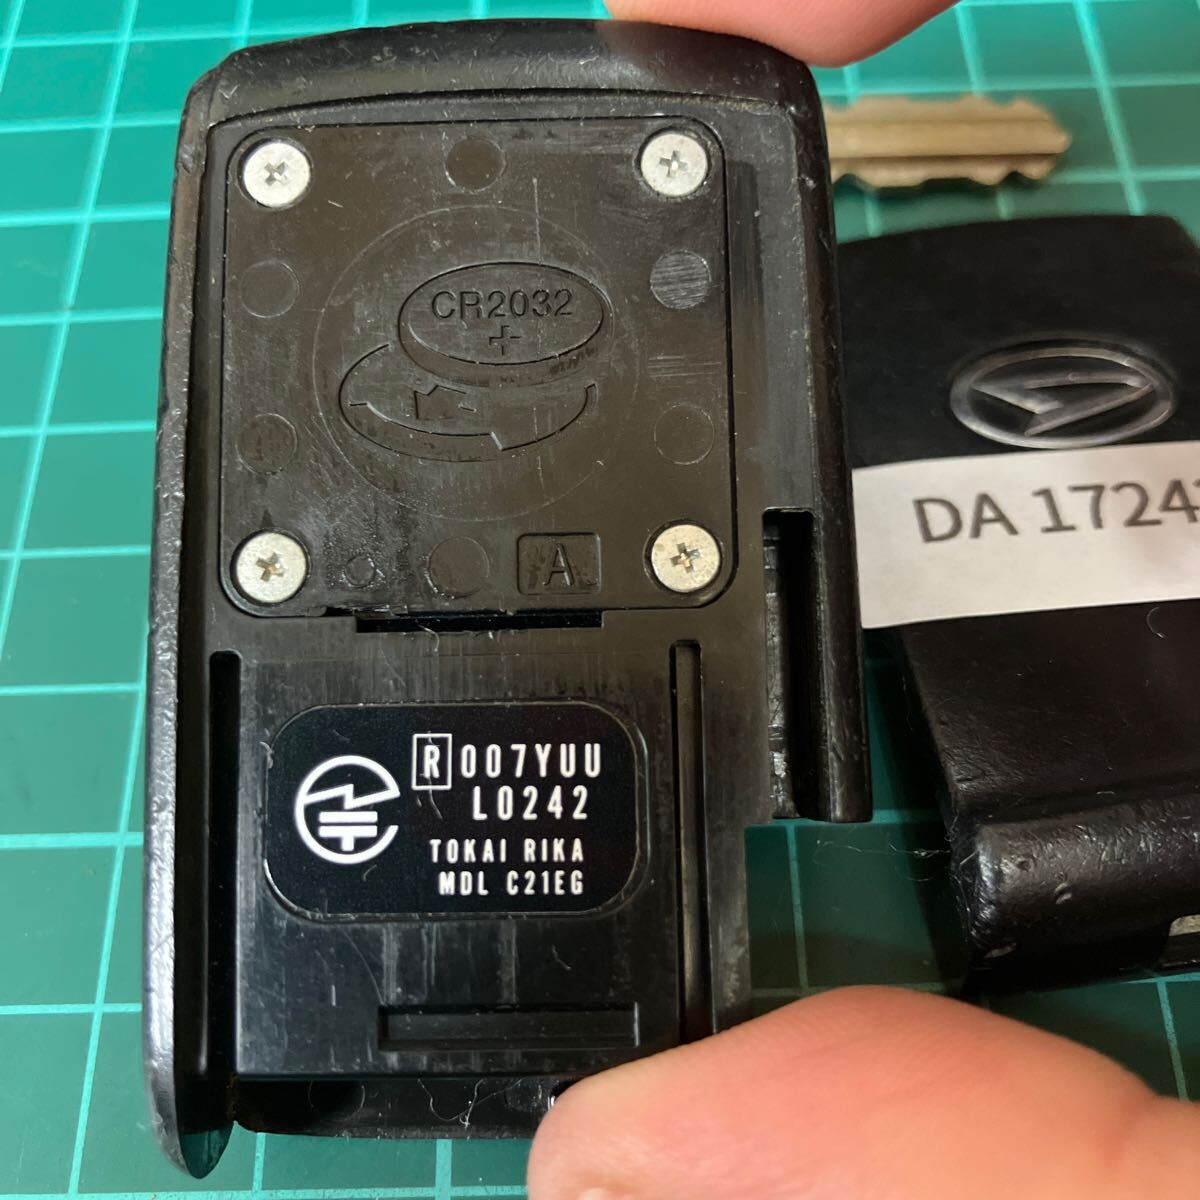 CR2032
+
A
R 007YUU
L0242
TOKAI RIKA
MDL C21EG
DA 1724